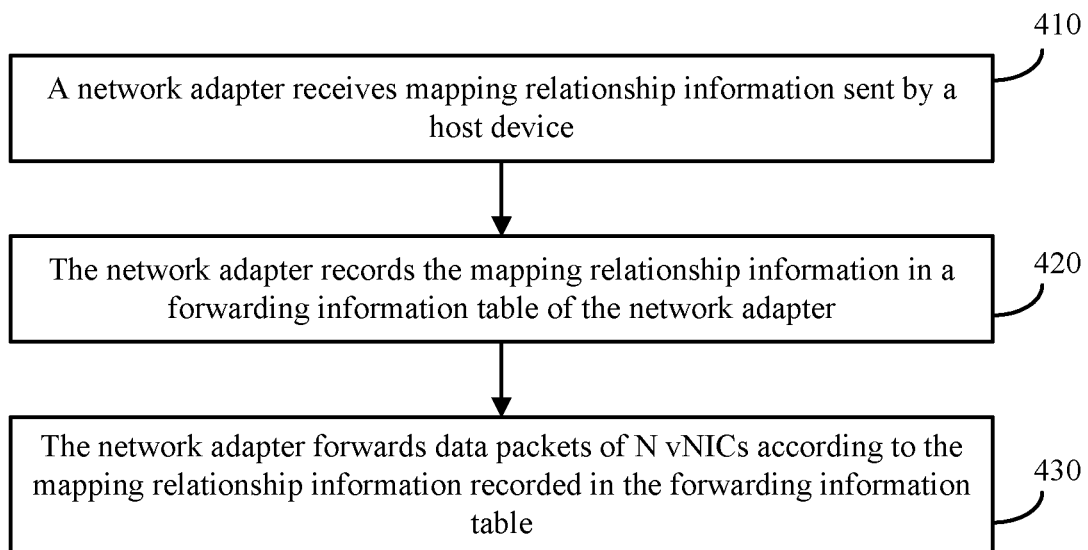 410
A network adapter receives mapping relationship information sent by a
host device
420
The network adapter records the mapping relationship information in a
forwarding information table of the network adapter
430
The network adapter forwards data packets of N vNICs according to the
mapping relationship information recorded in the forwarding information
table